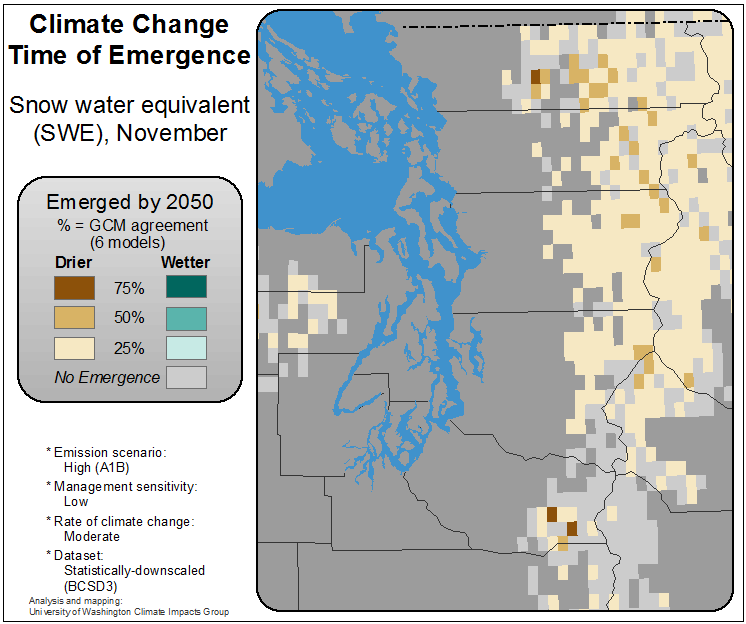 Climate Change
Time of Emergence
Snow water equivalent
(SWE), November
Emerged by 2050
% = GCM agreement
(6 models)
Drier Wetter
75%
50%
25%
No Emergence
* Emission scenario:
High (A1B)
* Management sensitivity:
Low
* Rate of climate change:
Moderate
* Dataset:
Statistically-downscaled
(BCSD3)
Analysis and mapping:
University of Washington Climate Impacts Group